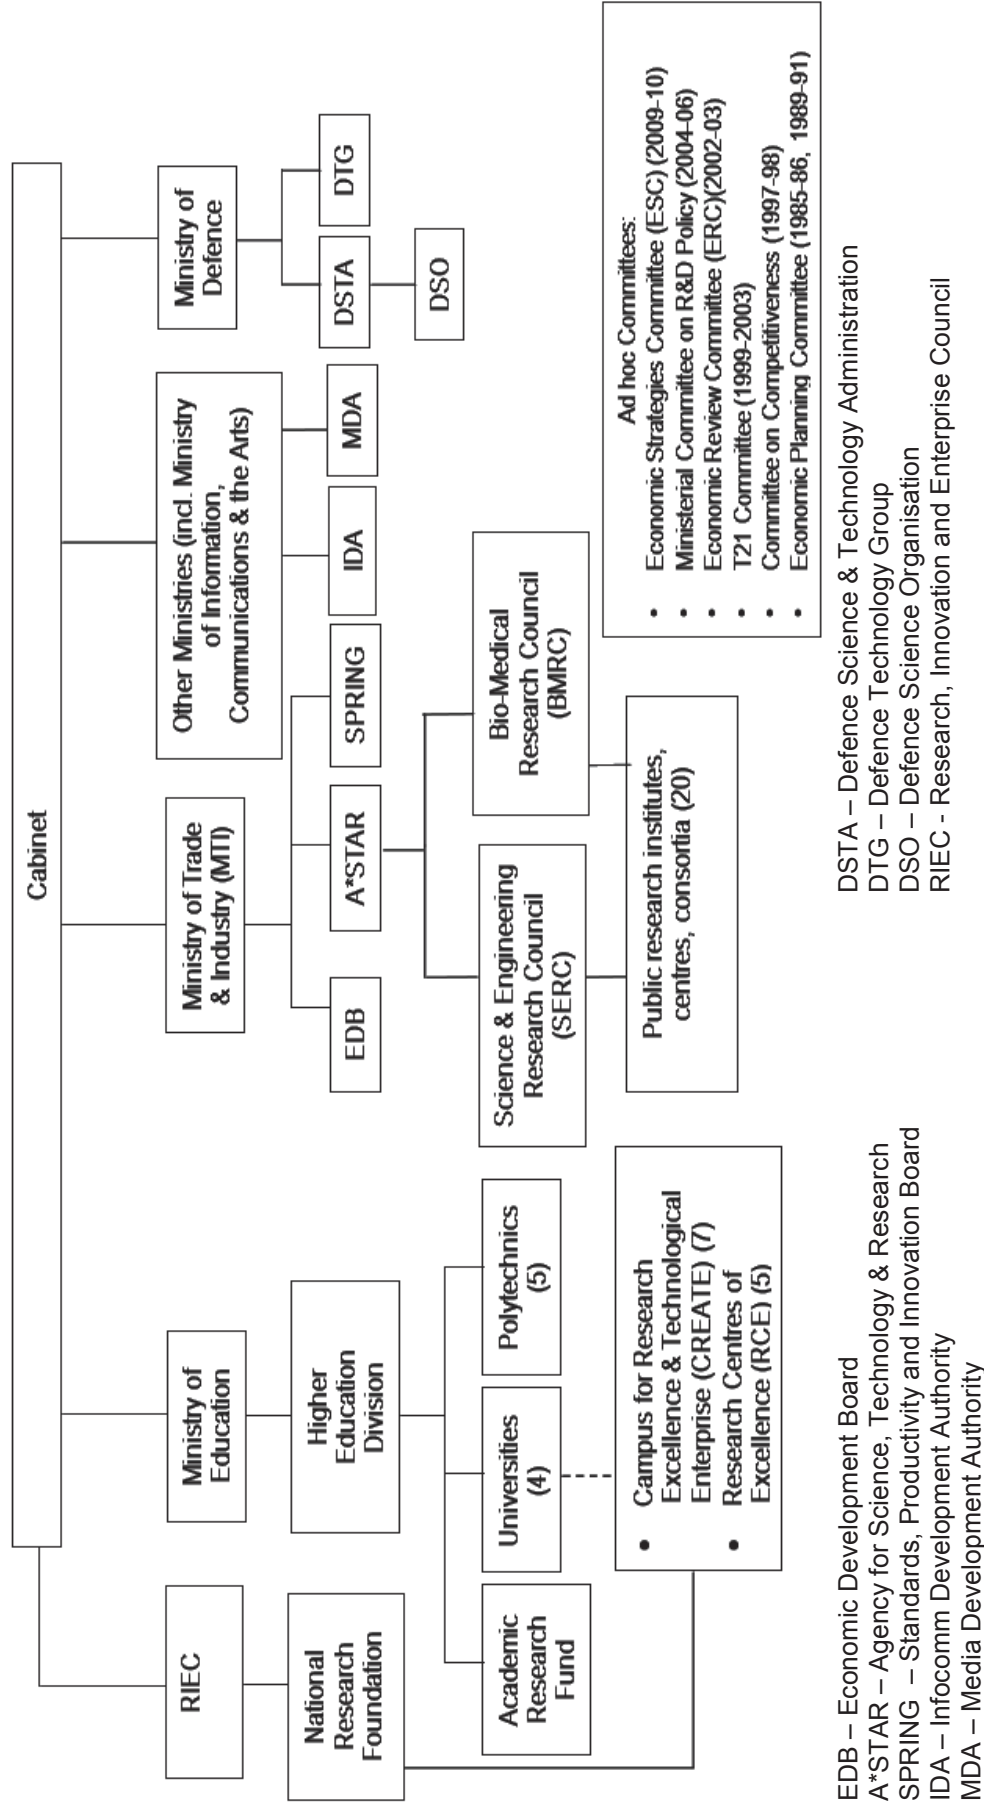 Cabinet
RIEC
Ministry of
Education
Ministry of Trade
& Industry (MTI)
Other Ministries (incl. Ministry
of Information,
Communications & the Arts)
Ministry of
Defence
National
Research
Foundation
Higher
Education
Division
EDB
A*STAR
SPRING
IDA
MDA
DSTA
DTG
DSO
Academic
Research
Fund
Universities
(4)
Polytechnics
(5)
Science & Engineering
Research Council
(SERC)
Bio-Medical
Research Council
(BMRC)
• Campus for Research
Excellence & Technological
Enterprise (CREATE) (7)
• Research Centres of
Excellence (RCE) (5)
Public research institutes,
centres, consortia (20)
Ad hoc Committees:
• Economic Strategies Committee (ESC) (2009-10)
• Ministerial Committee on R&D Policy (2004-06)
• Economic Review Committee (ERC)(2002-03)
• T21 Committee (1999-2003)
• Committee on Competitiveness (1997-98)
• Economic Planning Committee (1985-86, 1989-91)
EDB – Economic Development Board
A*STAR – Agency for Science, Technology & Research
SPRING – Standards, Productivity and Innovation Board
IDA – Infocomm Development Authority
MDA – Media Development Authority
DSTA – Defence Science & Technology Administration
DTG – Defence Technology Group
DSO – Defence Science Organisation
RIEC - Research, Innovation and Enterprise Council